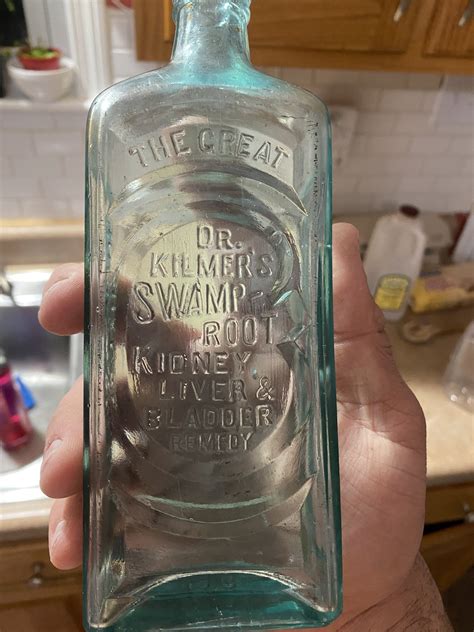 THE GREAT
DR.
KILMER'S
SWAMP-
ROOT
KIDNEY
LIVER &
BLADDER
REMEDY